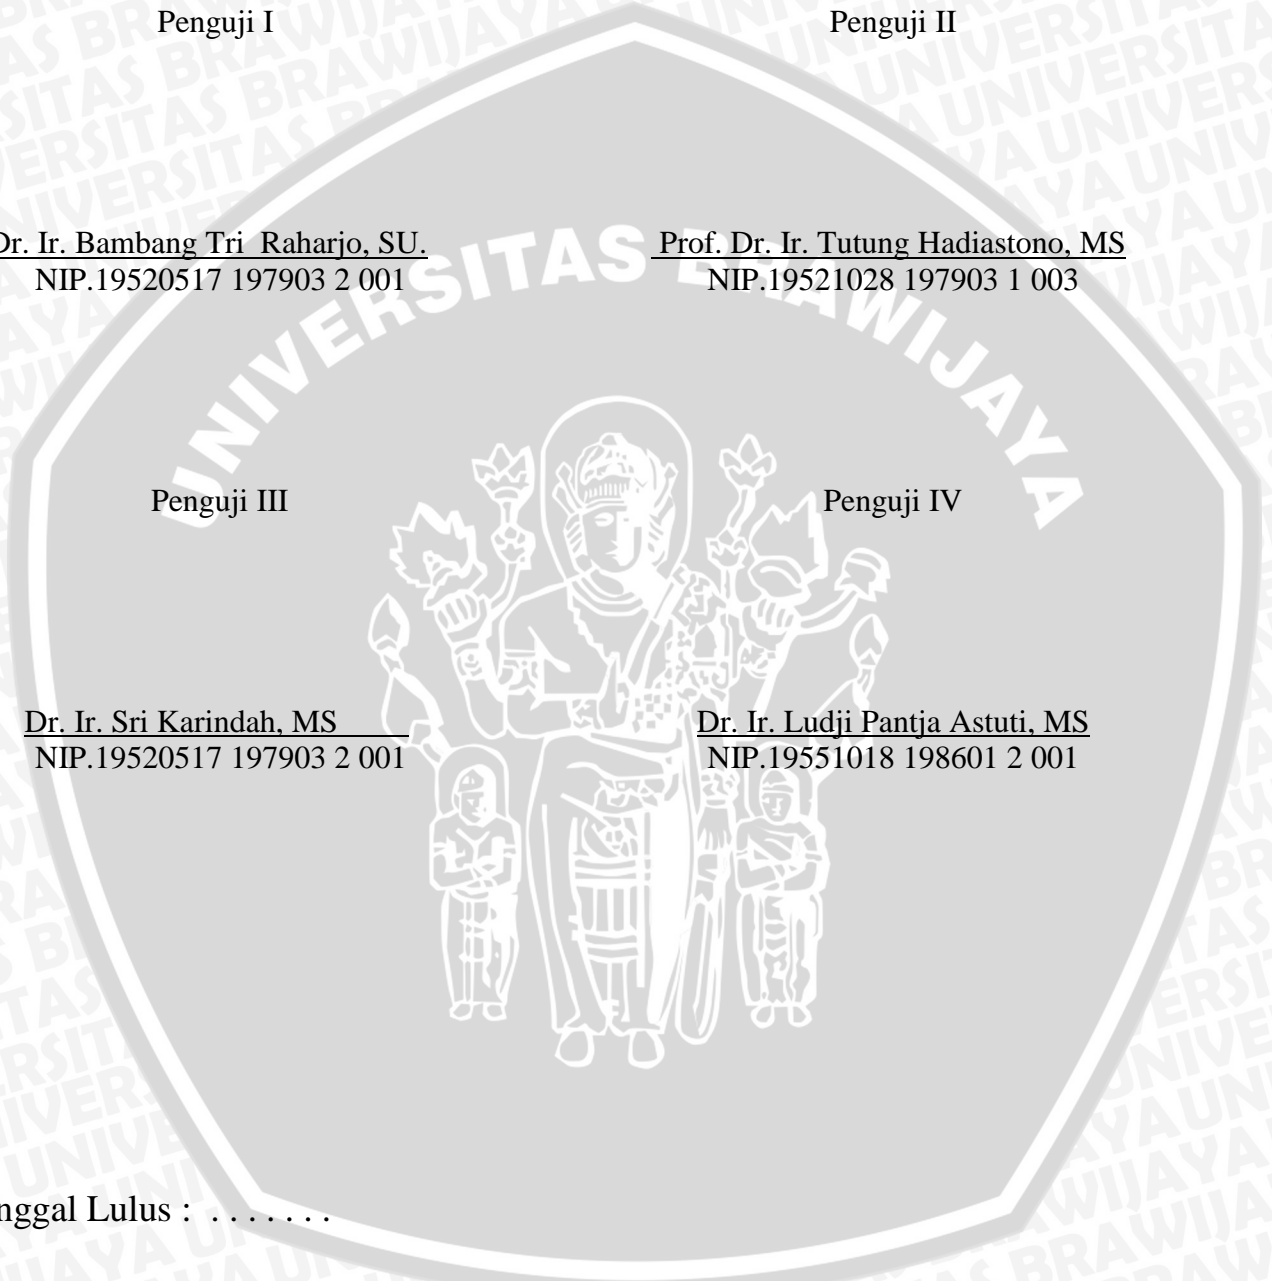 Penguji I Penguji II
Dr. Ir. Bambang Tri Raharjo, SU. Prof. Dr. Ir. Tutung Hadiastono, MS
NIP.19520517 197903 2 001 NIP.19521028 197903 1 003
UNIVERSITAS BRAWIJAYA
Penguji III Penguji IV
Dr. Ir. Sri Karindah, MS Dr. Ir. Ludji Pantja Astuti, MS
NIP.19520517 197903 2 001 NIP.19551018 198601 2 001
nggal Lulus : . . . . . . .